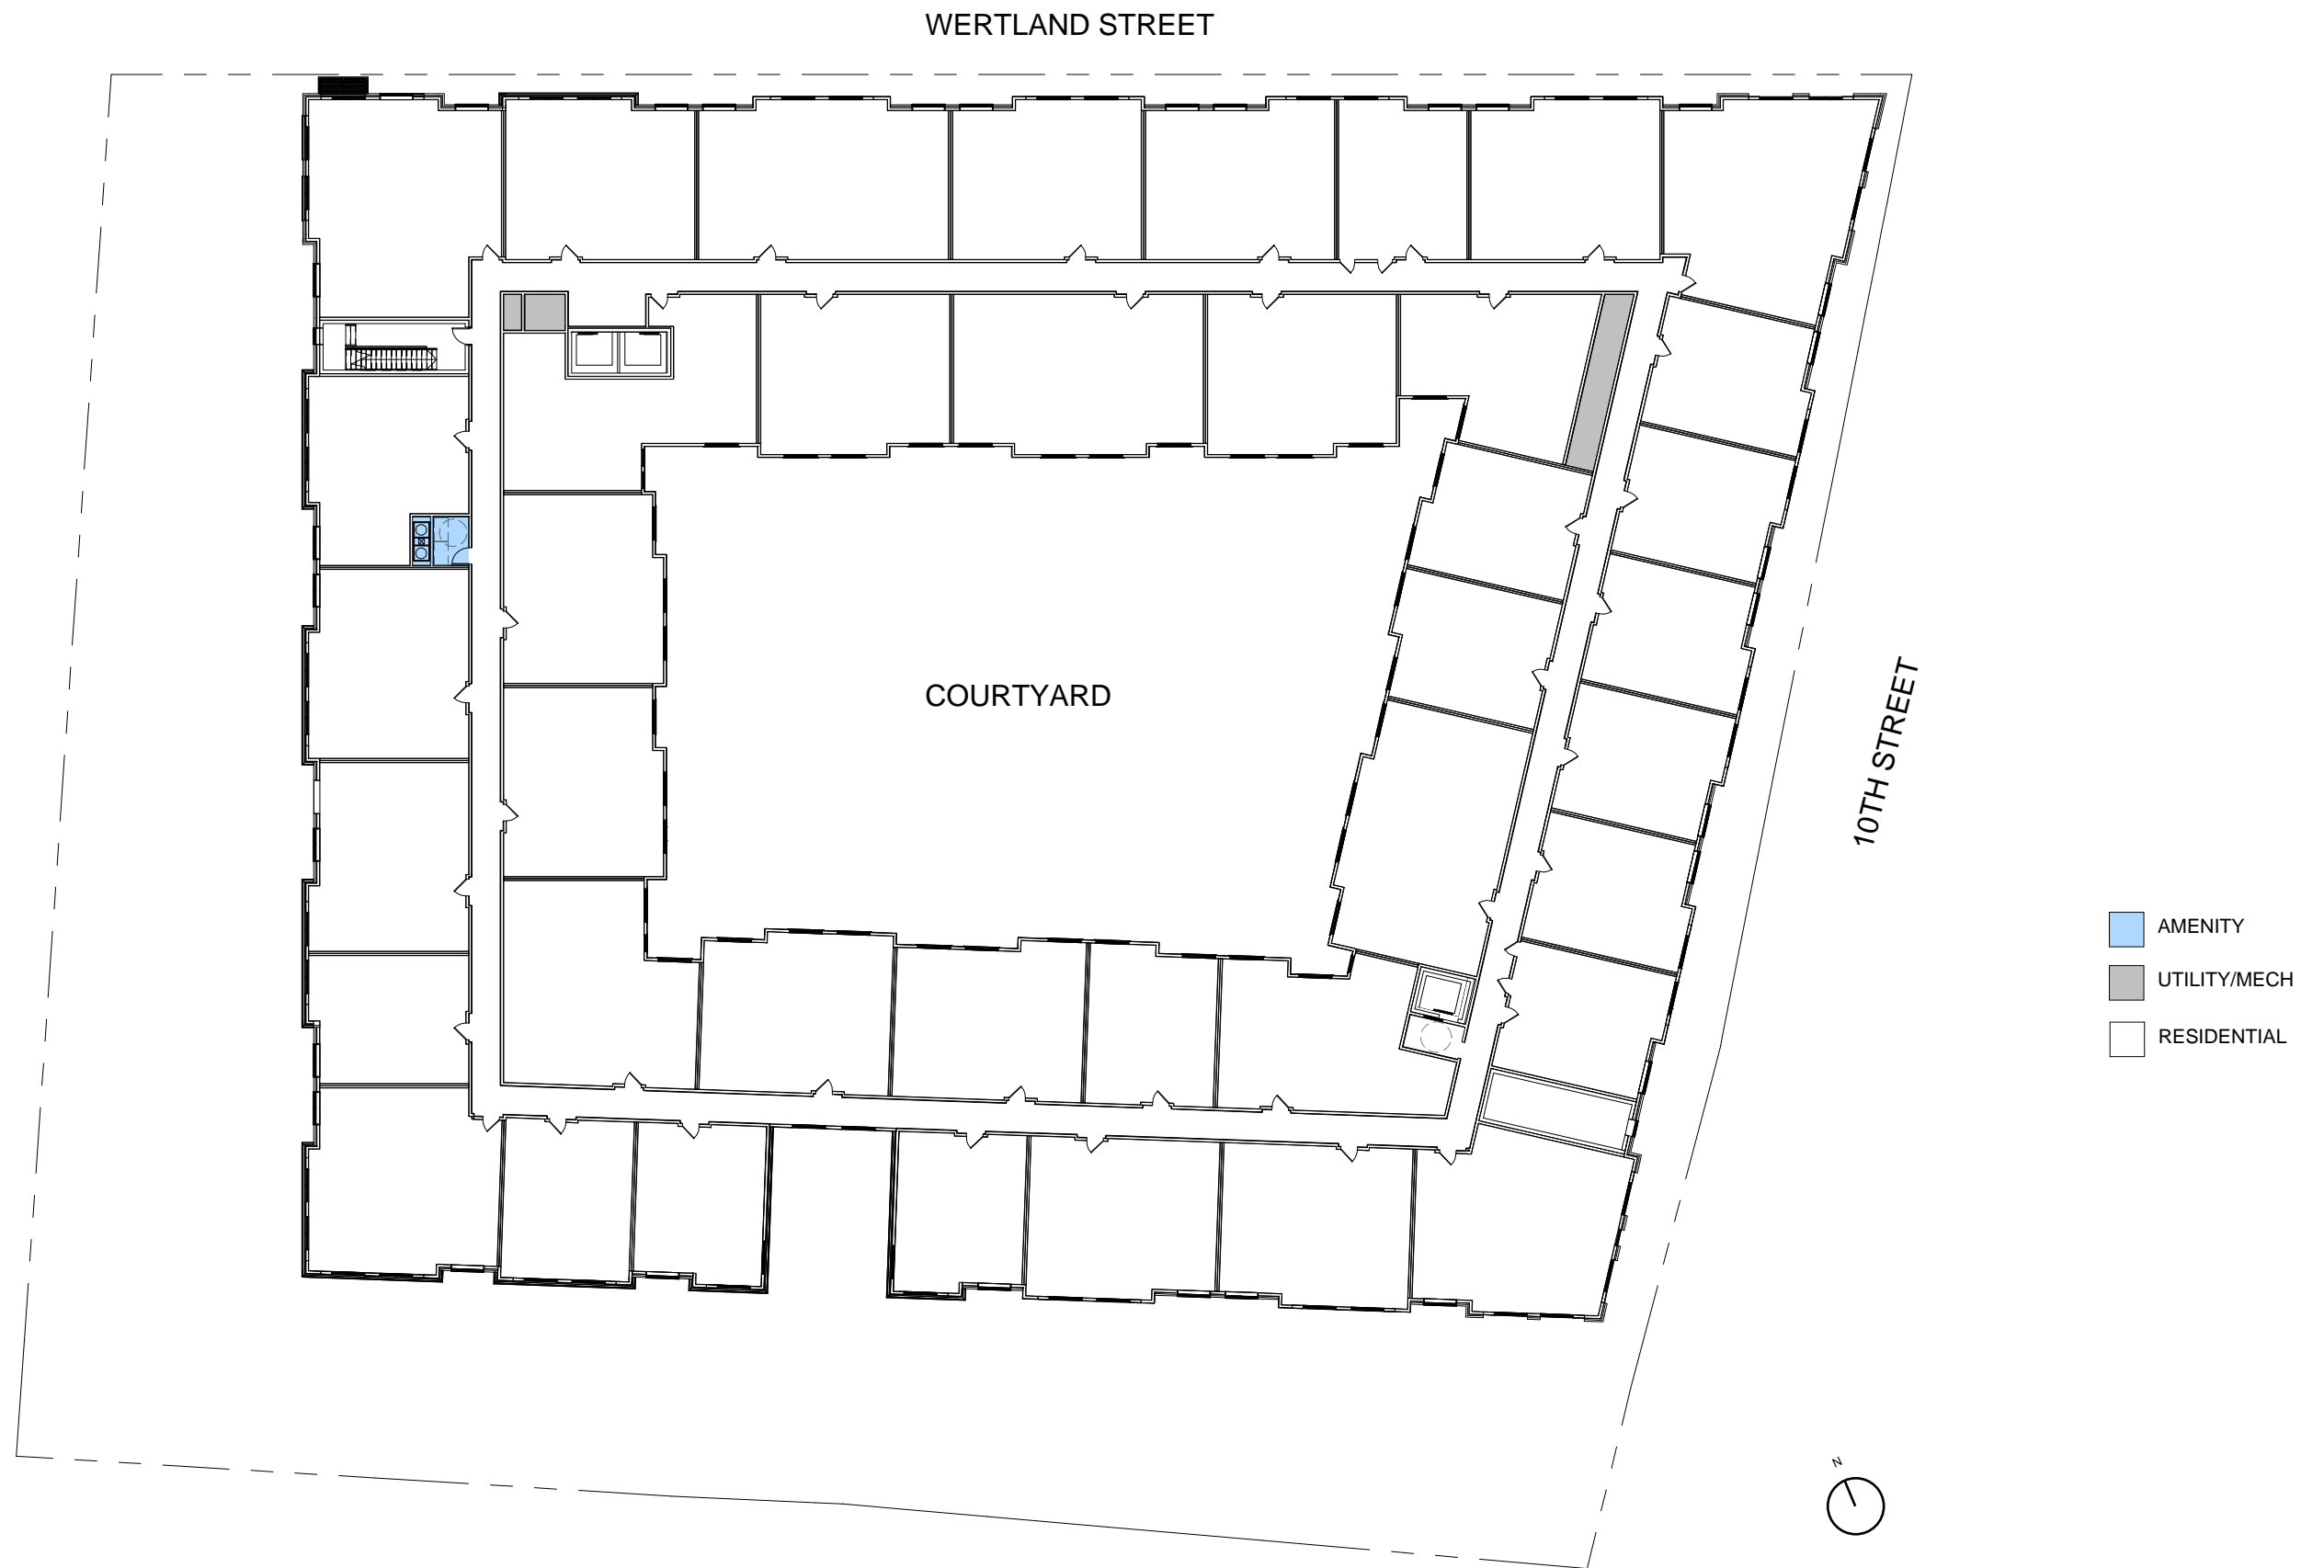 WERTLAND STREET
COURTYARD
10TH STREET
AMENITY
UTILITY/MECH
RESIDENTIAL
N